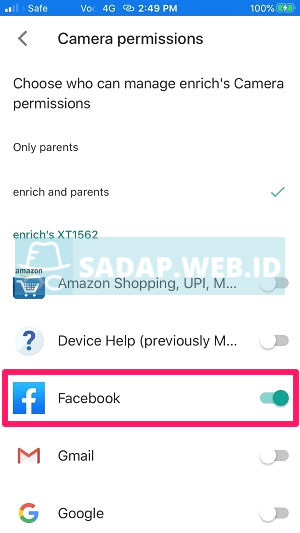 Safe Vo 4G 2:49 PM 100%
Camera permissions
Choose who can manage enrich's Camera
permissions
Only parents
enrich and parents
enrich's XT1562
SADAP.WEB.ID
amazon
Amazon Shopping, UPI, M...
Device Help (previously M...
Facebook
Gmail
Google